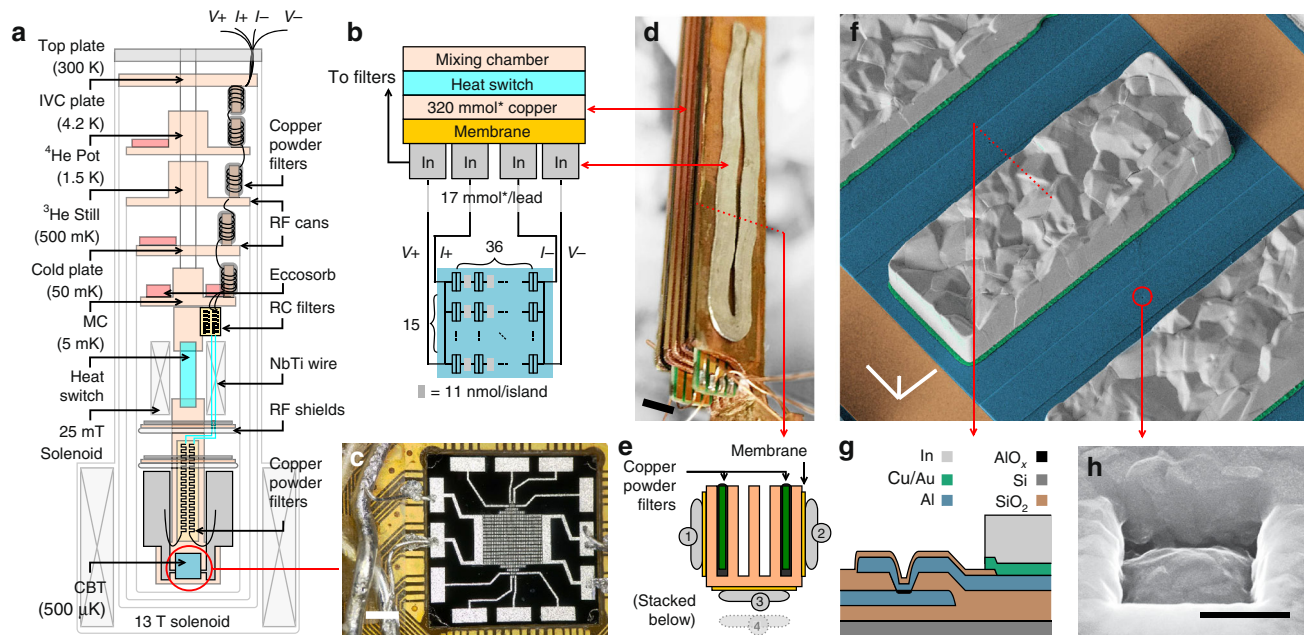 a
V+ I+ I– V–
Top plate
(300 K)
IVC plate
(4.2 K)
⁴He Pot
(1.5 K)
³He Still
(500 mK)
Cold plate
(50 mK)
MC
(5 mK)
Heat
switch
25 mT
Solenoid
CBT
(500 µK)
13 T solenoid
Copper
powder
filters
RF cans
Eccosorb
RC filters
NbTi wire
RF shields
Copper
powder
filters
b
To filters
Mixing chamber
Heat switch
320 mmol* copper
Membrane
In In In In
17 mmol*/lead
V+ I+ I– V–
36
15
= 11 nmol/island
c
d
e
Copper
powder
filters
Membrane
1
2
3
4
(Stacked
below)
f
g
In
Cu/Au
Al
AlOₓ
Si
SiO₂
h